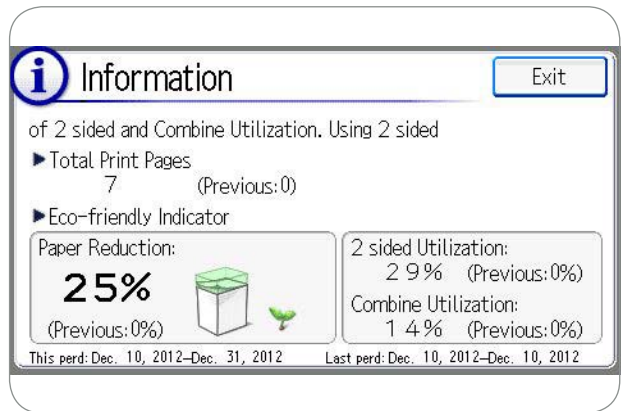 i Information
Exit
of 2 sided and Combine Utilization. Using 2 sided
▶Total Print Pages
7 (Previous:0)
▶Eco-friendly Indicator
Paper Reduction:
25%
(Previous:0%)
2 sided Utilization:
29% (Previous:0%)
Combine Utilization:
14% (Previous:0%)
This perd:Dec. 10, 2012–Dec. 31, 2012
Last perd:Dec. 10, 2012–Dec. 10, 2012